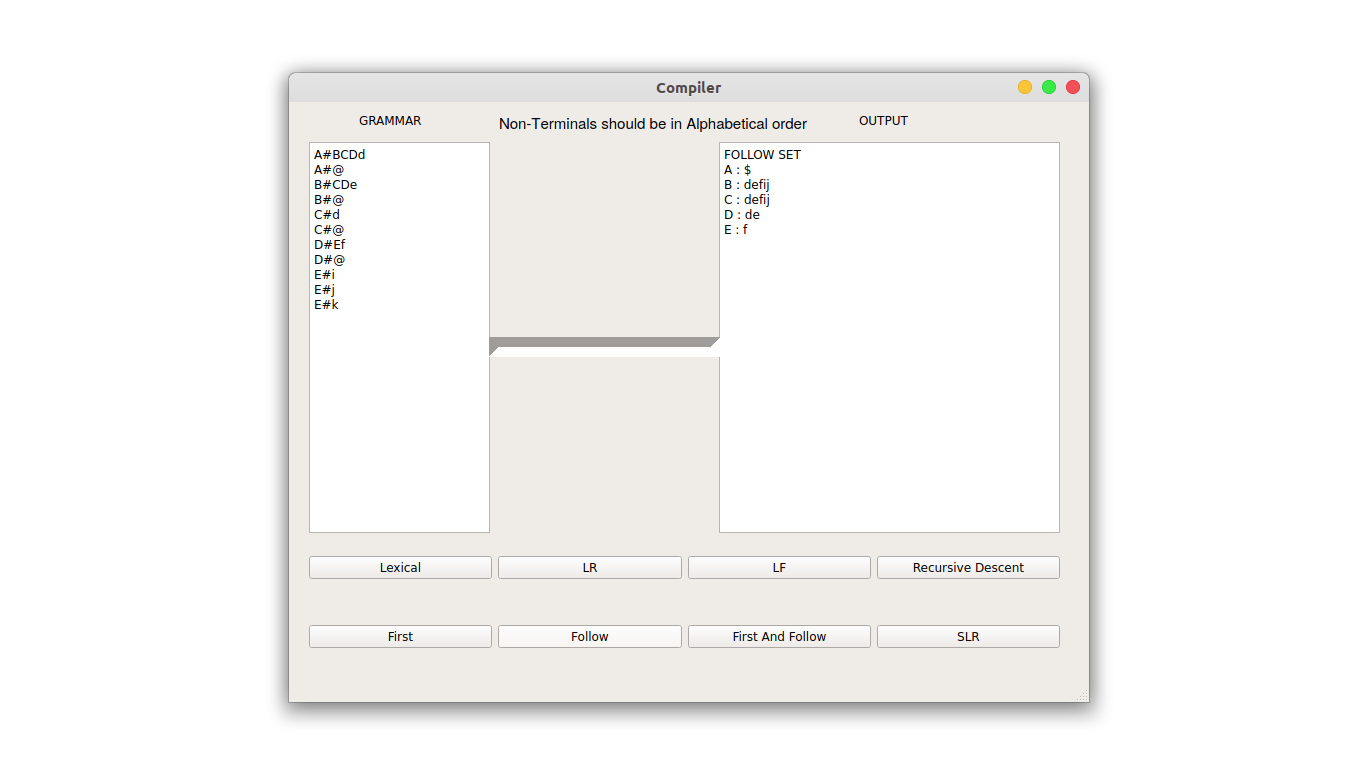 Compiler
GRAMMAR
Non-Terminals should be in Alphabetical order
OUTPUT
A#BCDd
A#@
B#CDe
B#@
C#d
C#@
D#Ef
D#@
E#i
E#j
E#k
FOLLOW SET
A : $
B : defij
C : defij
D : de
E : f
Lexical
LR
LF
Recursive Descent
First
Follow
First And Follow
SLR